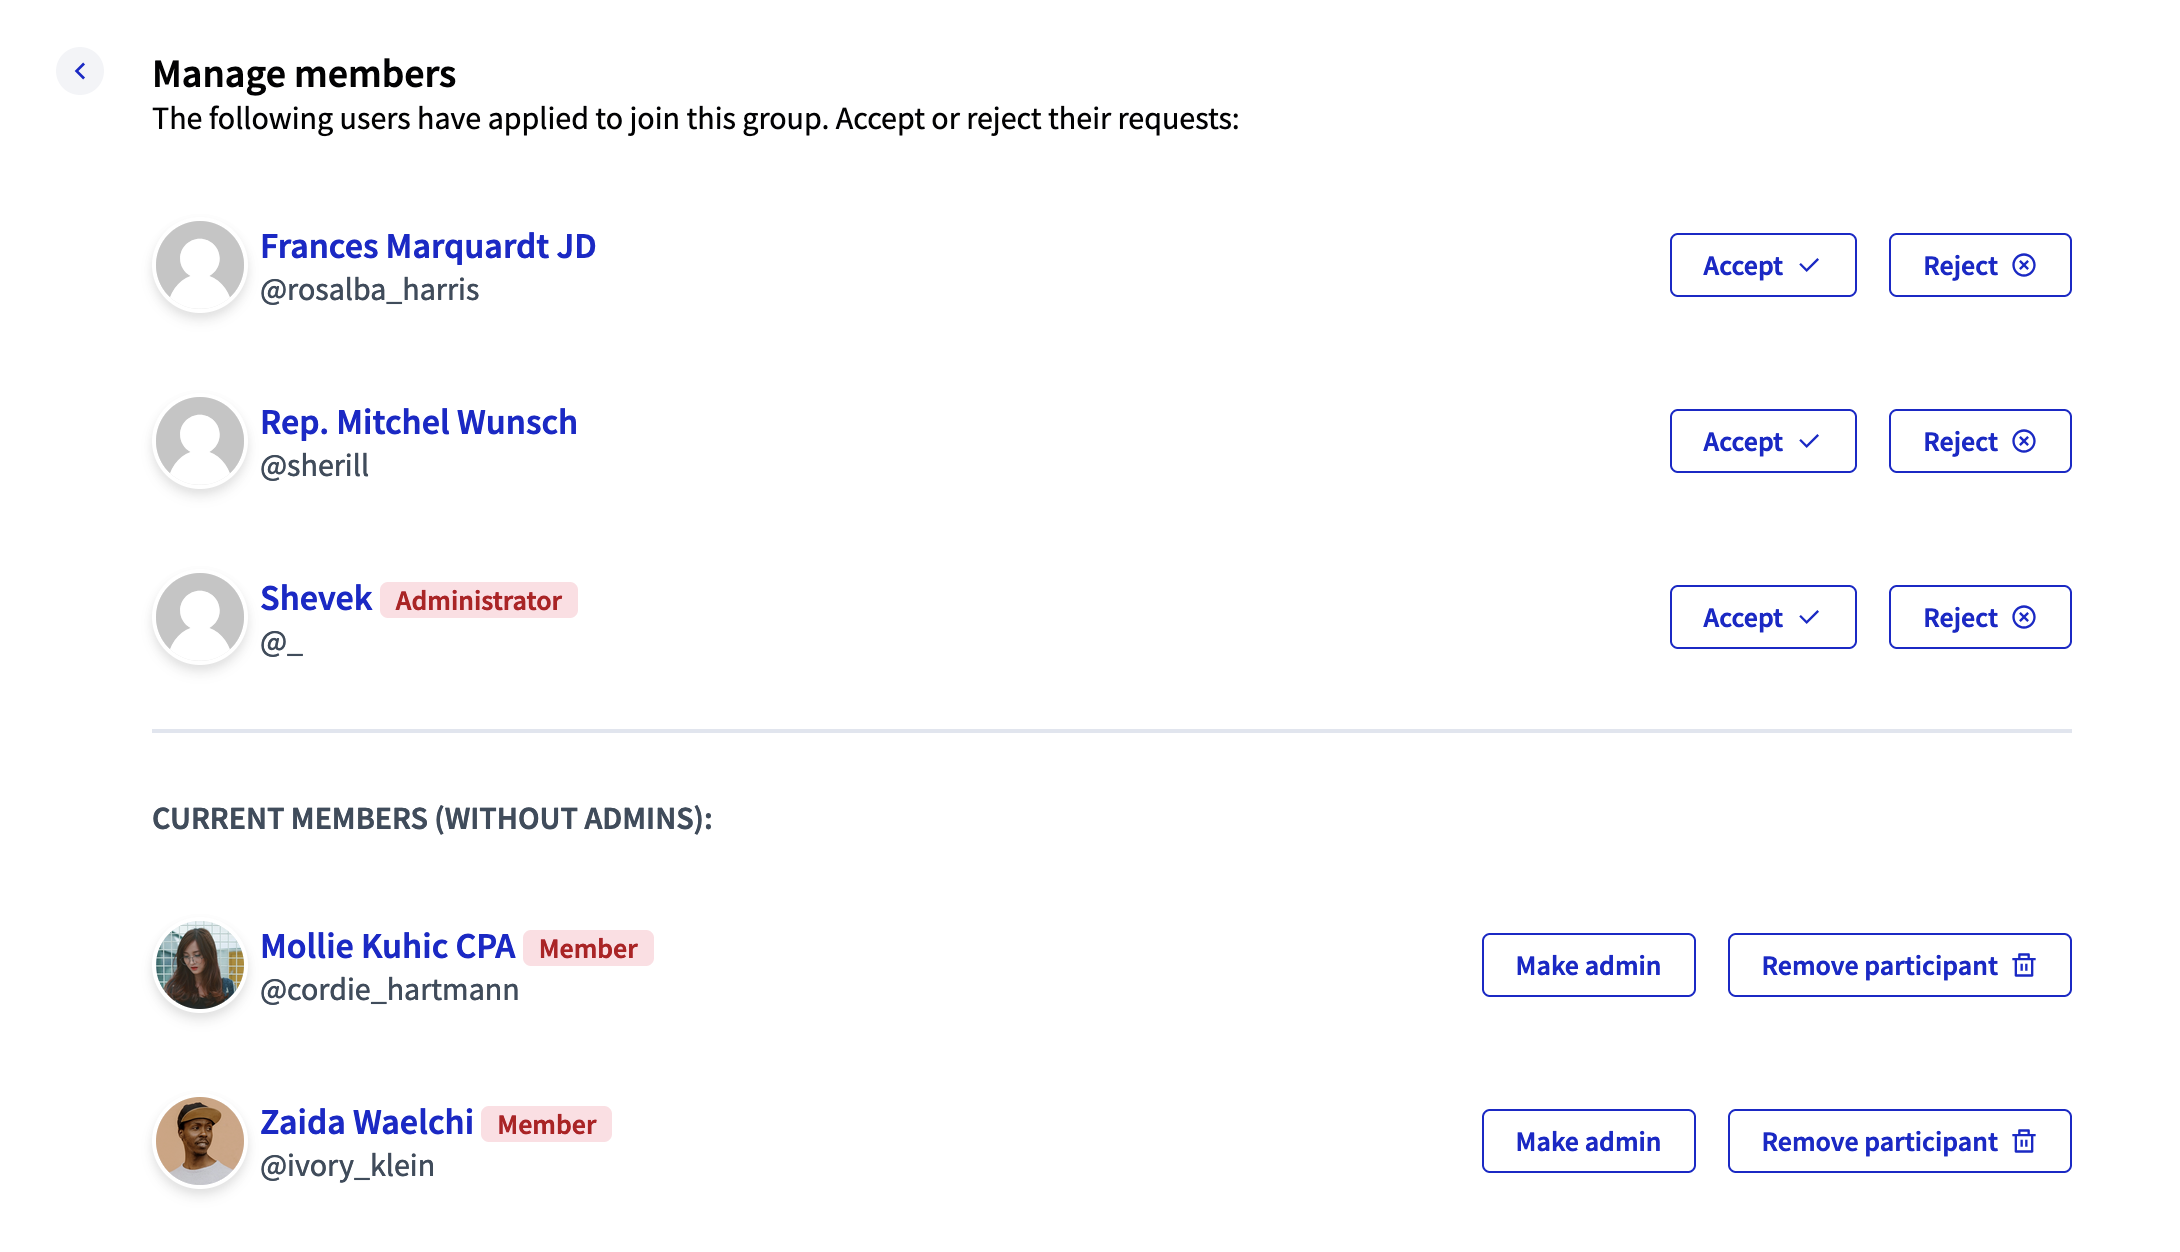 Manage members
The following users have applied to join this group. Accept or reject their requests:
Frances Marquardt JD
@rosalba_harris
Accept
Reject
Rep. Mitchel Wunsch
@sherill
Accept
Reject
Shevek Administrator
@_
Accept
Reject
CURRENT MEMBERS (WITHOUT ADMINS):
Mollie Kuhic CPA Member
@cordie_hartmann
Make admin
Remove participant
Zaida Waelchi Member
@ivory_klein
Make admin
Remove participant